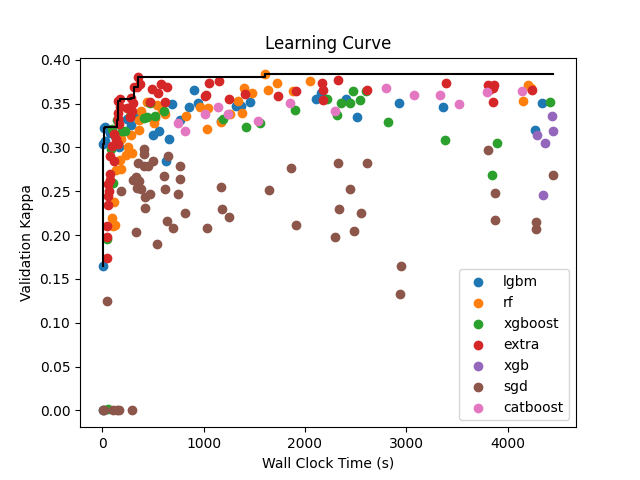 Learning Curve
0.40
0.35
0.30
0.25
0.20
0.15
0.10
0.05
0.00
Validation Kappa
0
1000
2000
3000
4000
Wall Clock Time (s)
lgbm
rf
xgboost
extra
xgb
sgd
catboost